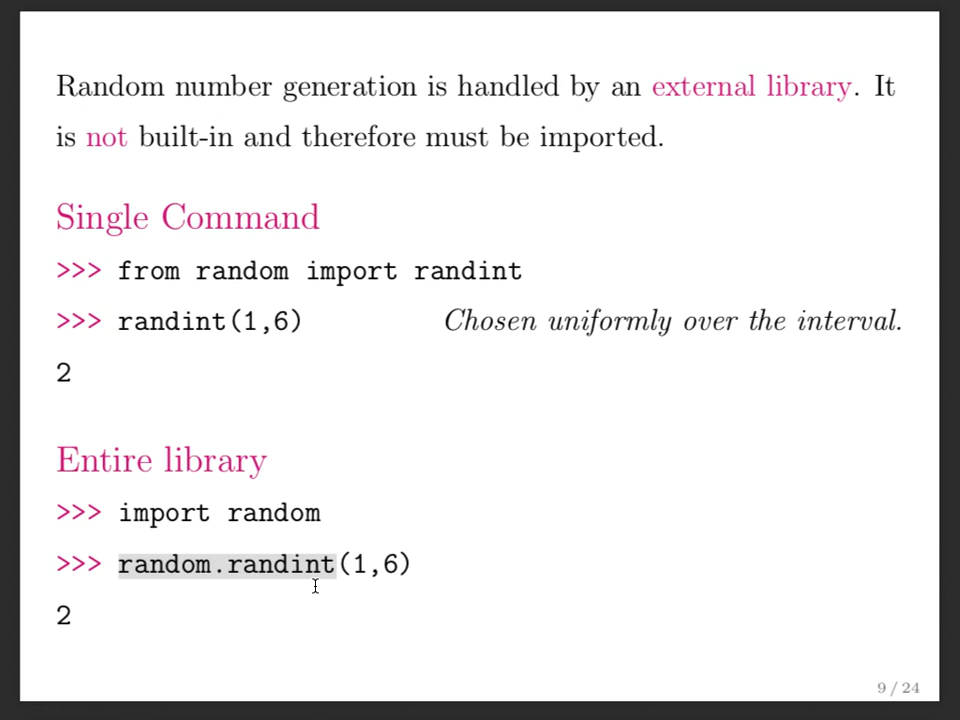 Random number generation is handled by an external library. It
is not built-in and therefore must be imported.
Single Command
>>> from random import randint
>>> randint(1,6) Chosen uniformly over the interval.
2
Entire library
>>> import random
>>> random.randint(1,6)
2
9 / 24